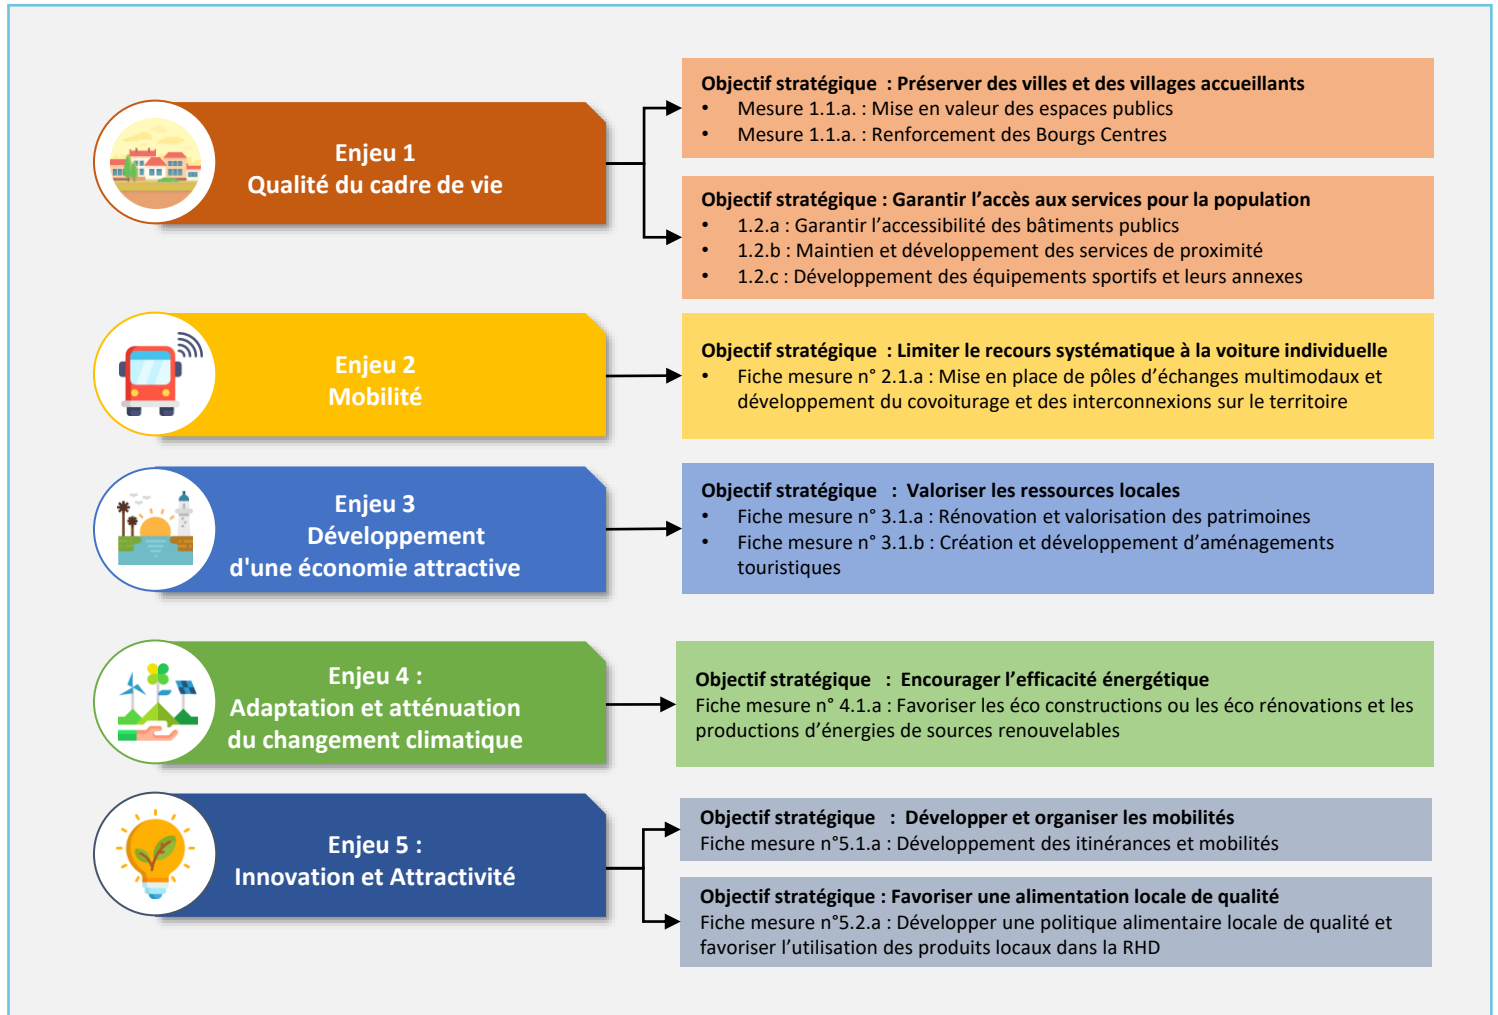 Enjeu 1
Qualité du cadre de vie
Objectif stratégique : Préserver des villes et des villages accueillants
• Mesure 1.1.a. : Mise en valeur des espaces publics
• Mesure 1.1.a. : Renforcement des Bourgs Centres
Objectif stratégique : Garantir l’accès aux services pour la population
• 1.2.a : Garantir l’accessibilité des bâtiments publics
• 1.2.b : Maintien et développement des services de proximité
• 1.2.c : Développement des équipements sportifs et leurs annexes
Enjeu 2
Mobilité
Objectif stratégique : Limiter le recours systématique à la voiture individuelle
• Fiche mesure n° 2.1.a : Mise en place de pôles d’échanges multimodaux et
développement du covoiturage et des interconnexions sur le territoire
Enjeu 3
Développement
d'une économie attractive
Objectif stratégique : Valoriser les ressources locales
• Fiche mesure n° 3.1.a : Rénovation et valorisation des patrimoines
• Fiche mesure n° 3.1.b : Création et développement d’aménagements
touristiques
Enjeu 4 :
Adaptation et atténuation
du changement climatique
Objectif stratégique : Encourager l’efficacité énergétique
Fiche mesure n° 4.1.a : Favoriser les éco constructions ou les éco rénovations et les
productions d’énergies de sources renouvelables
Enjeu 5 :
Innovation et Attractivité
Objectif stratégique : Développer et organiser les mobilités
Fiche mesure n°5.1.a : Développement des itinérances et mobilités
Objectif stratégique : Favoriser une alimentation locale de qualité
Fiche mesure n°5.2.a : Développer une politique alimentaire locale de qualité et
favoriser l’utilisation des produits locaux dans la RHD